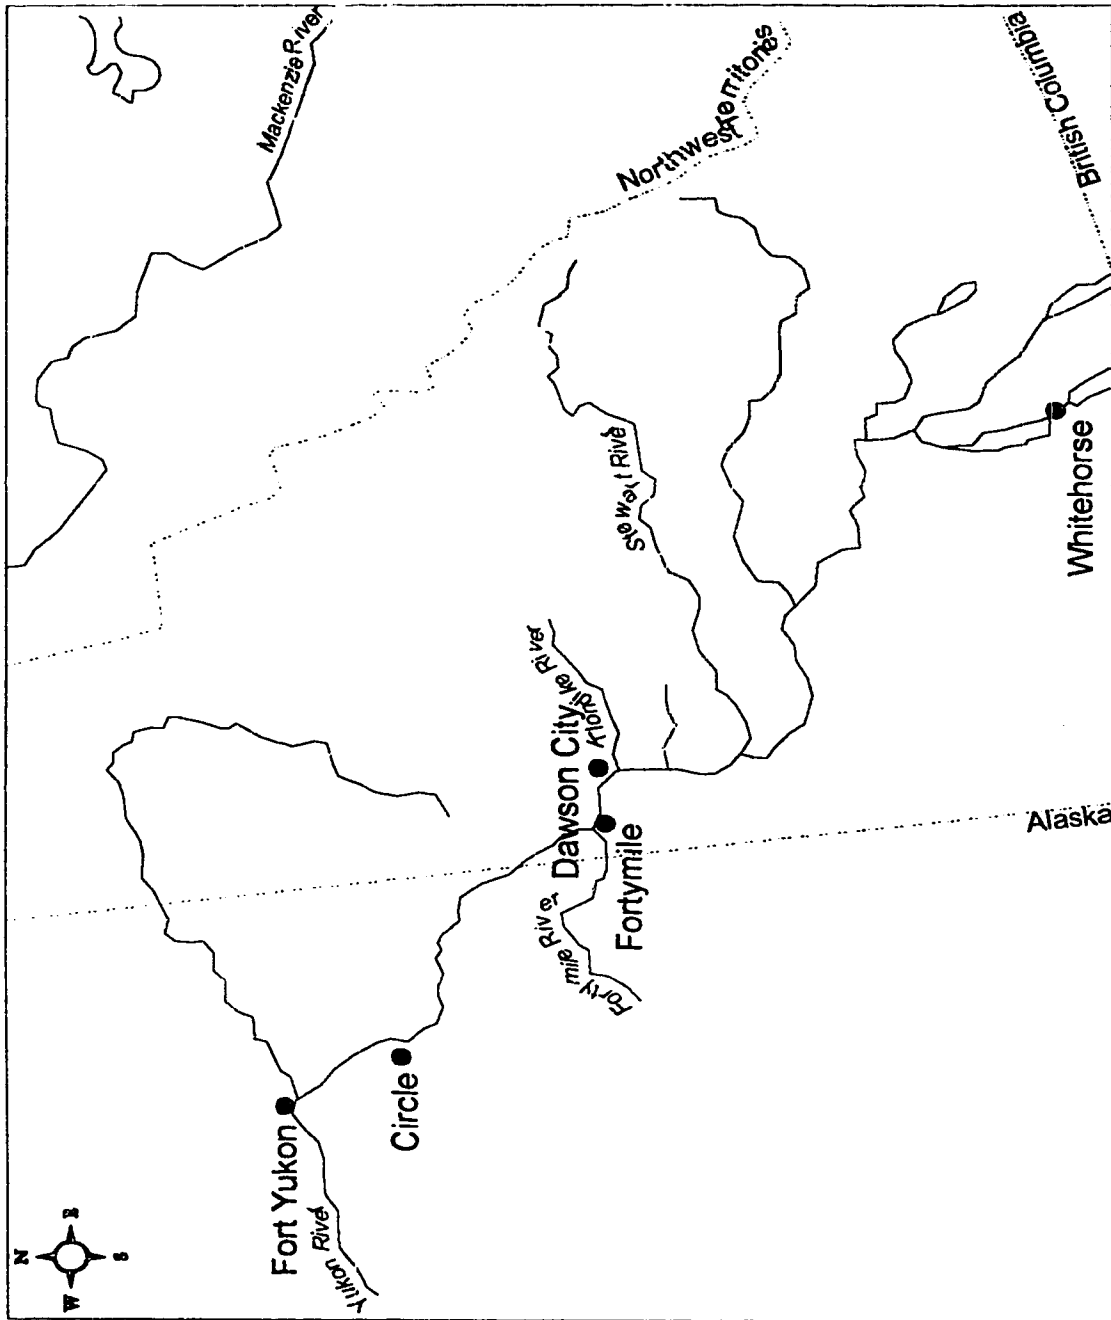 N
W
E
S
Mackenzie River
Northwest Territories
British Columbia
Stewart River
Whitehorse
Klondike River
Dawson City
Fortymile
Fortymile River
Alaska
Circle
Fort Yukon
Yukon River